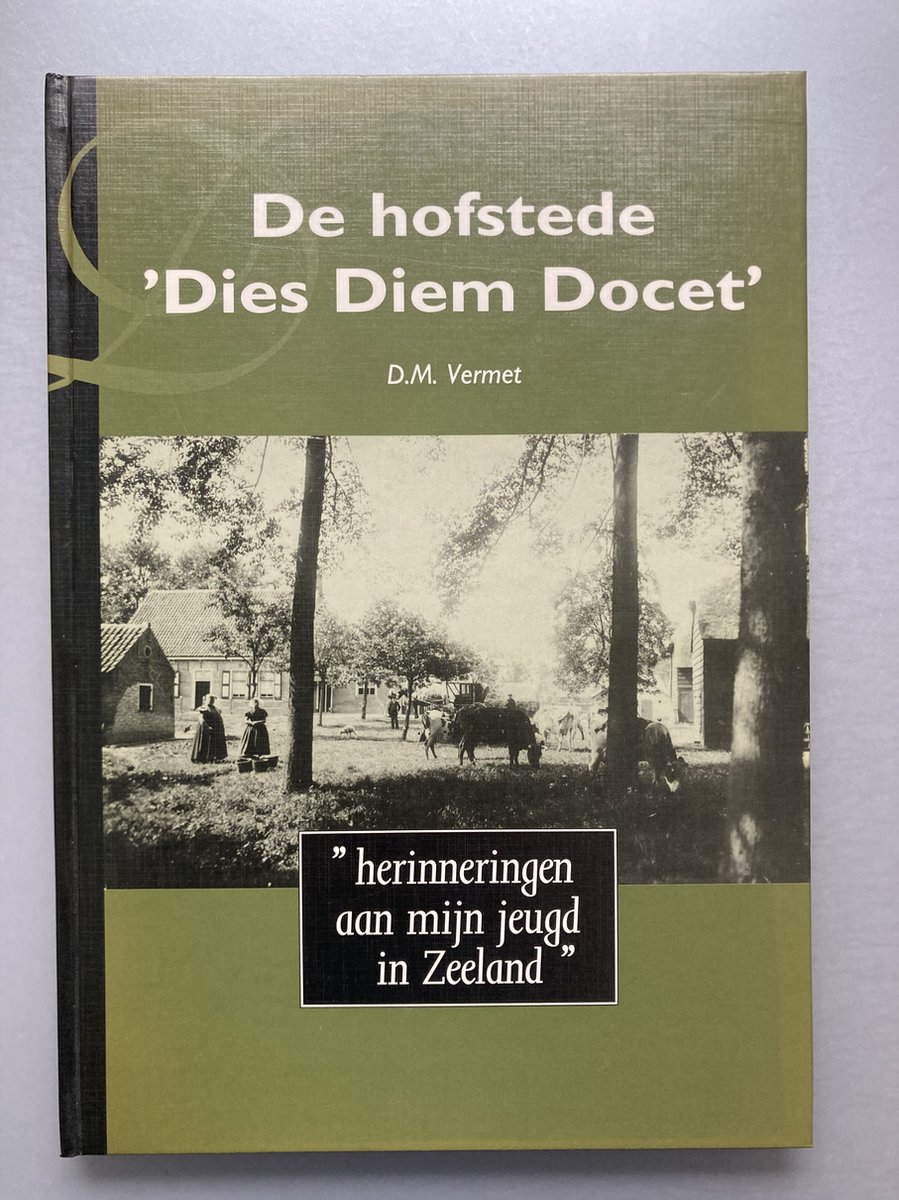 De hofstede
’Dies Diem Docet’
D.M. Vermet
” herinneringen
aan mijn jeugd
in Zeeland ”